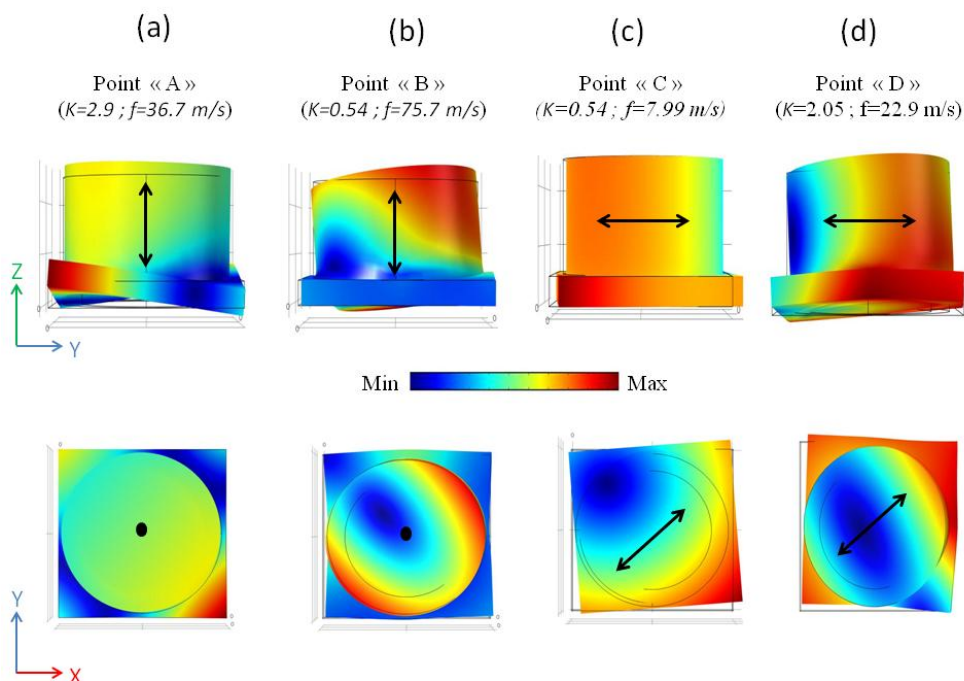 (a) (b) (c) (d)
Point « A » Point « B » Point « C » Point « D »
(K=2.9 ; f=36.7 m/s) (K=0.54 ; f=75.7 m/s) (K=0.54 ; f=7.99 m/s) (K=2.05 ; f=22.9 m/s)
Z
Y
Min Max
Y
X